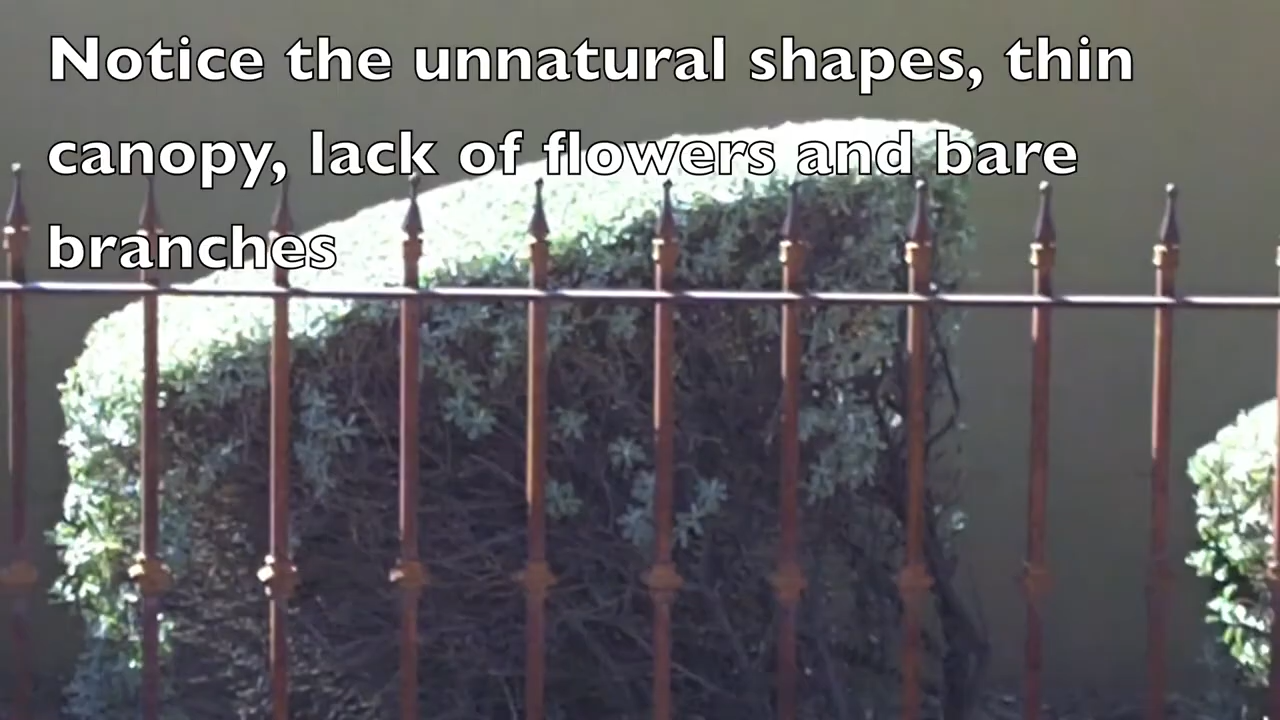 Notice the unnatural shapes, thin
canopy, lack of flowers and bare
branches